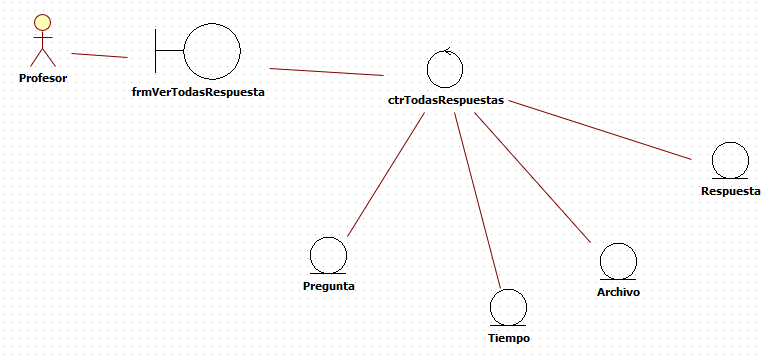 Profesor
frmVerTodasRespuesta
ctrTodasRespuestas
Respuesta
Pregunta
Archivo
Tiempo